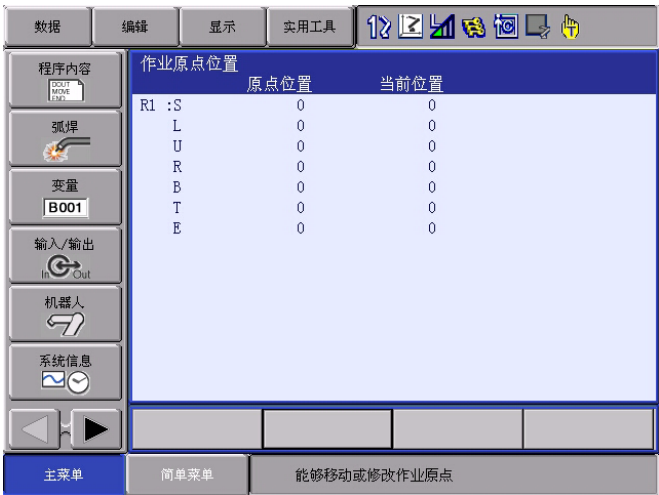 数据 编辑 显示 实用工具
程序内容
DOUT
MOVE
END
弧焊
变量
B001
输入/输出
In Out
机器人
系统信息
作业原点位置
原点位置 当前位置
R1 :S 0 0
L 0 0
U 0 0
R 0 0
B 0 0
T 0 0
E 0 0
主菜单 简单菜单 能够移动或修改作业原点